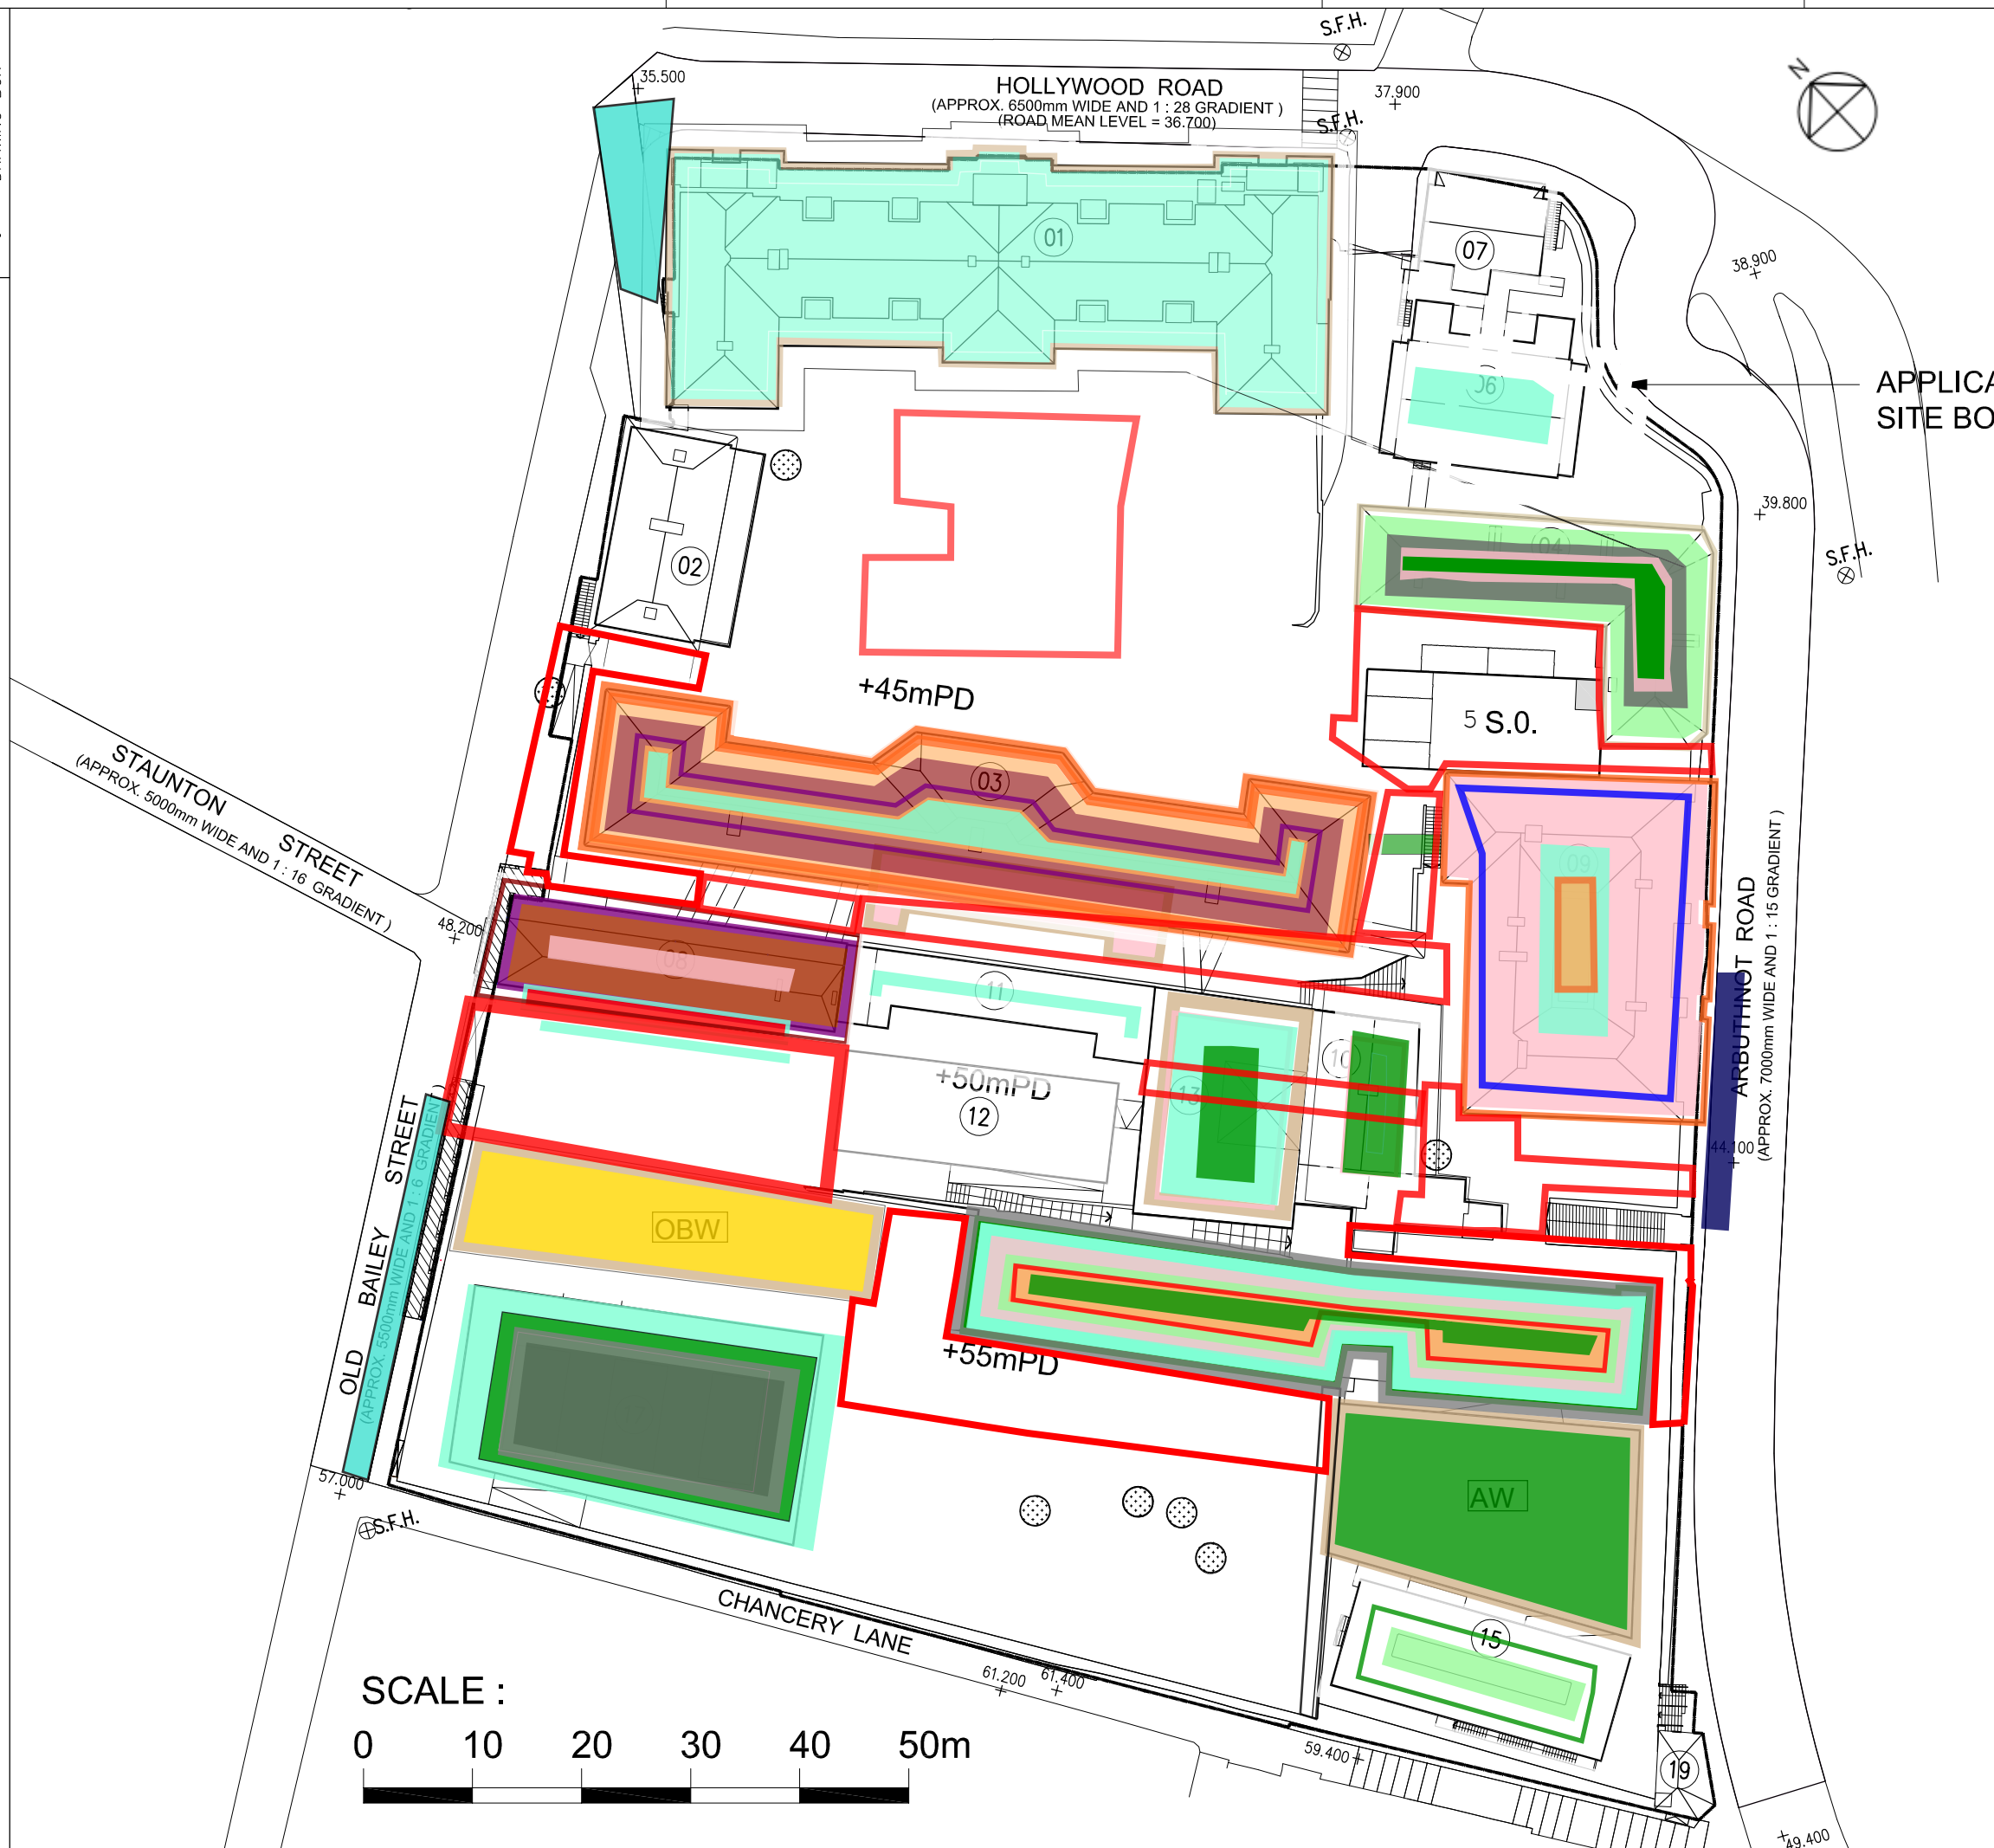 S.F.H.
35.500
HOLLYWOOD ROAD
(APPROX. 6500mm WIDE AND 1 : 28 GRADIENT )
(ROAD MEAN LEVEL = 36.700)
37.900
S.F.H.
N
01
07
38.900
06
APPLICA
SITE BO
39.800
04
S.F.H.
02
+45mPD
5 S.O.
03
STAUNTON STREET
(APPROX. 5000mm WIDE AND 1 : 16 GRADIENT )
48.200
08
09
11
10
+50mPD
12
13
ARBUTHNOT ROAD
(APPROX. 7000mm WIDE AND 1 : 15 GRADIENT )
44.100
OLD BAILEY STREET
(APPROX. 5500mm WIDE AND 1 : 6 GRADIENT )
OBW
+55mPD
57.000
S.F.H.
AW
CHANCERY LANE
15
61.200
61.400
59.400
19
49.400
SCALE :
0 10 20 30 40 50m